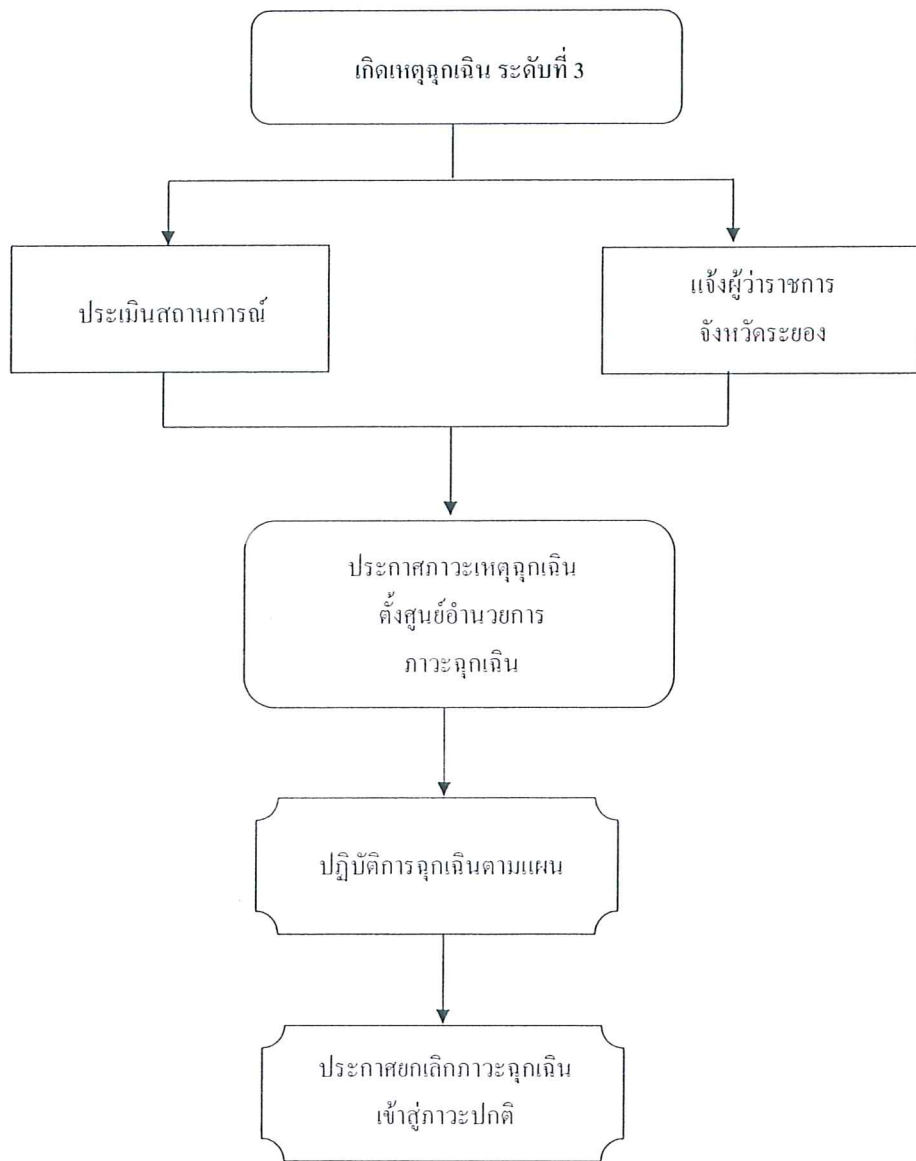 เกิดเหตุฉุกเฉิน ระดับที่ 3
ประเมินสถานการณ์
แจ้งผู้ว่าราชการ
จังหวัดระยอง
ประกาศภาวะเหตุฉุกเฉิน
ตั้งศูนย์อำนวยการ
ภาวะฉุกเฉิน
ปฏิบัติการฉุกเฉินตามแผน
ประกาศยกเลิกภาวะฉุกเฉิน
เข้าสู่ภาวะปกติ